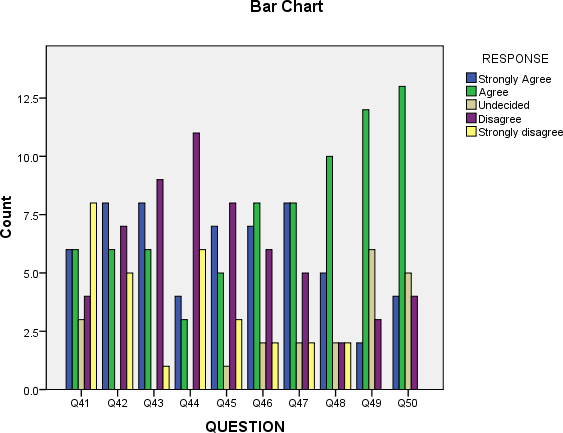 Bar Chart
RESPONSE
Strongly Agree
Agree
Undecided
Disagree
Strongly disagree
Count
12.5
10.0
7.5
5.0
2.5
0.0
Q41 Q42 Q43 Q44 Q45 Q46 Q47 Q48 Q49 Q50
QUESTION